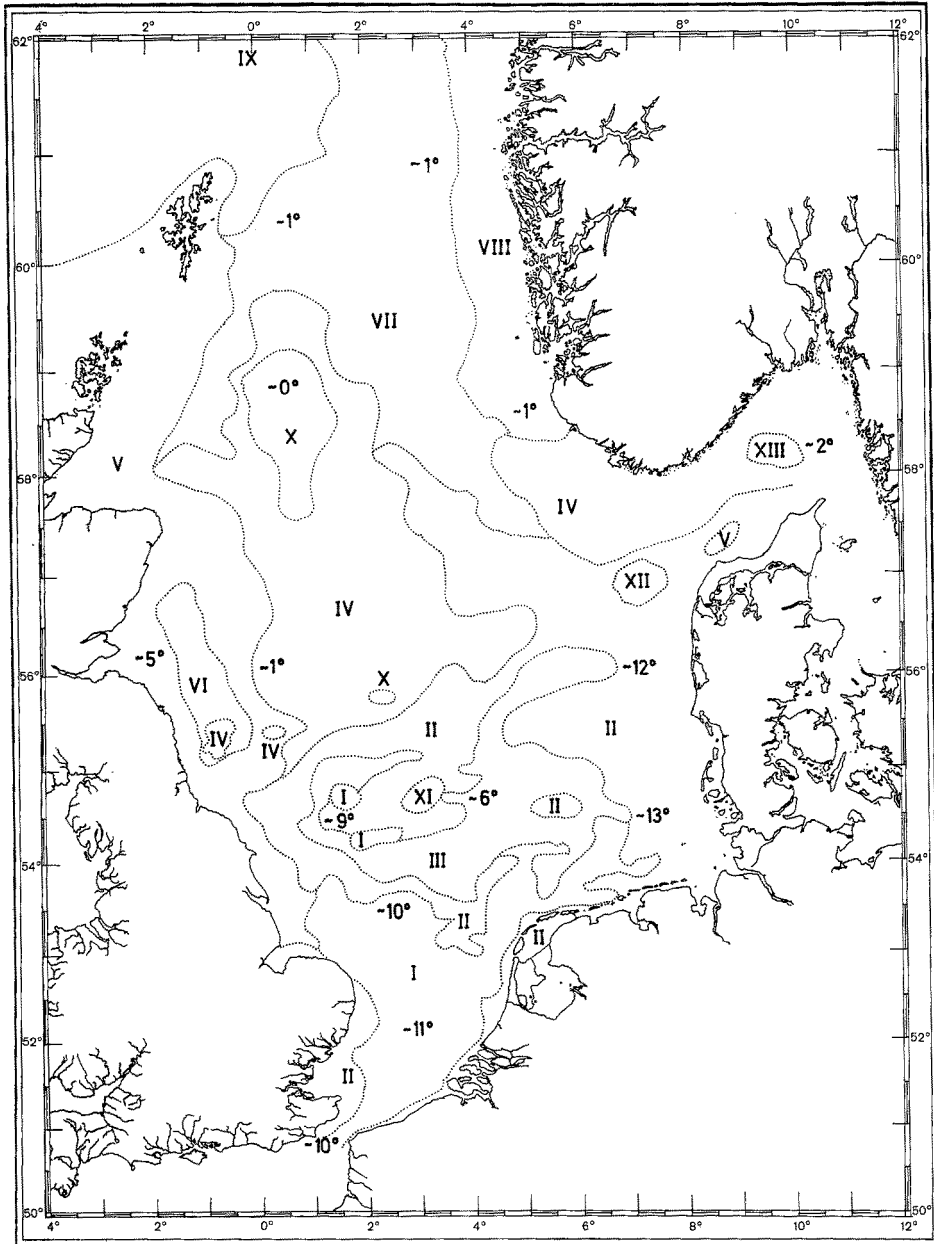 4° 2° 0° 2° 4° 6° 8° 10° 12°
62° 62°
IX
~1°
~1°
VIII
60° 60°
VII
~0°
~1°
X
XIII ~2°
V
58° 58°
IV
V
XII
IV
~5° ~1° X ~12°
56° 56°
VI
II II
IV IV
I XI ~6° II
~9° ~13°
I
54° 54°
III
~10° II
II
I
52° 52°
~11°
II
~10°
50° 50°
4° 2° 0° 2° 4° 6° 8° 10° 12°